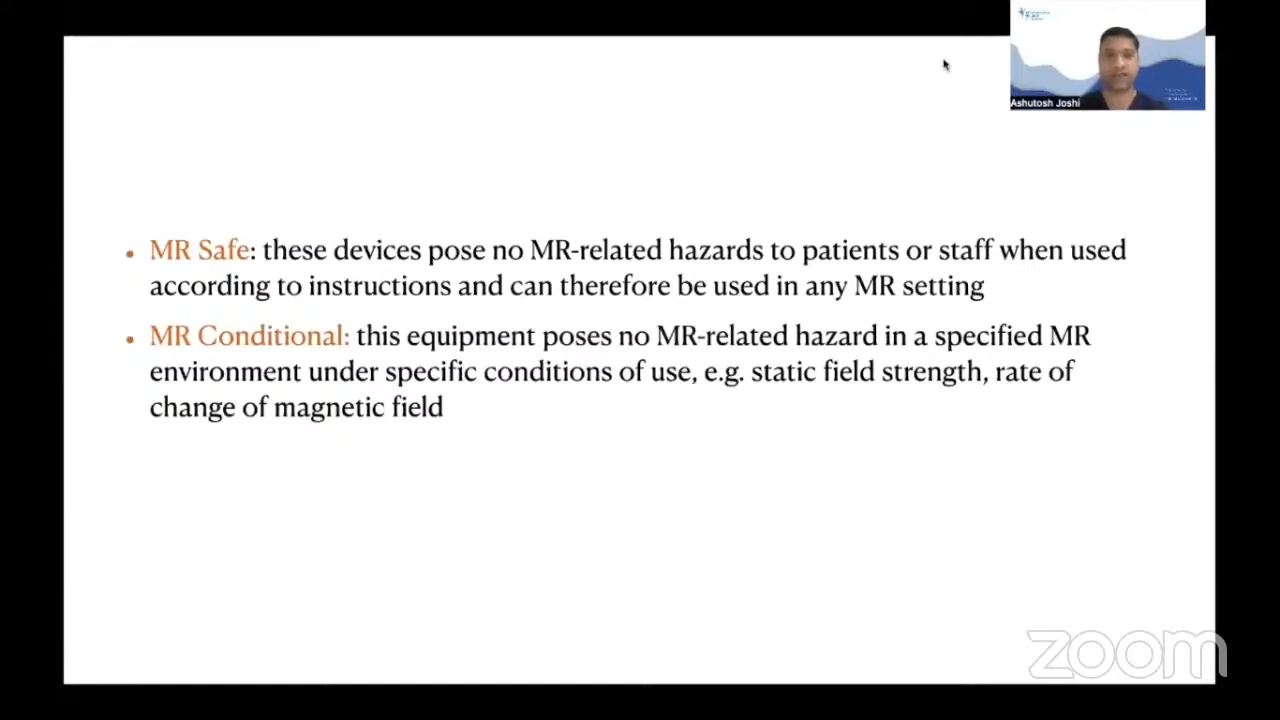 Ashutosh Joshi
• MR Safe: these devices pose no MR-related hazards to patients or staff when used
according to instructions and can therefore be used in any MR setting
• MR Conditional: this equipment poses no MR-related hazard in a specified MR
environment under specific conditions of use, e.g. static field strength, rate of
change of magnetic field
zoom